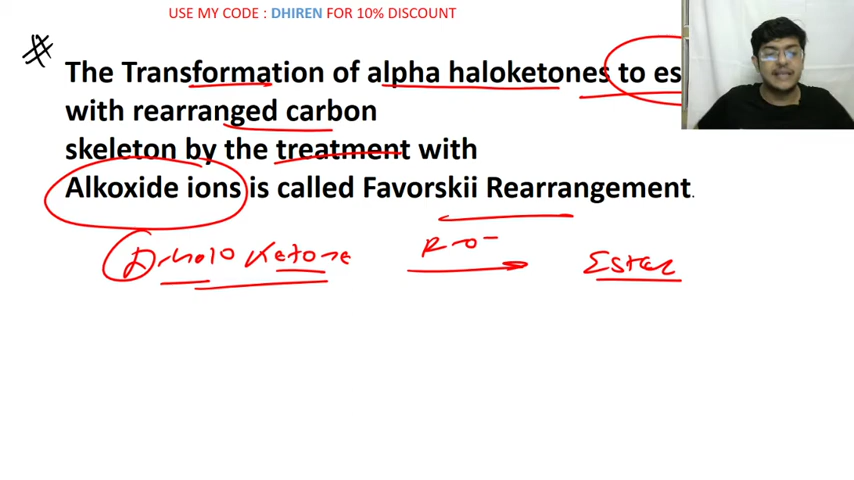 USE MY CODE : DHIREN FOR 10% DISCOUNT
The Transformation of alpha haloketones to es
with rearranged carbon
skeleton by the treatment with
Alkoxide ions is called Favorskii Rearrangement.
α-halo Ketone R-O⁻ Ester